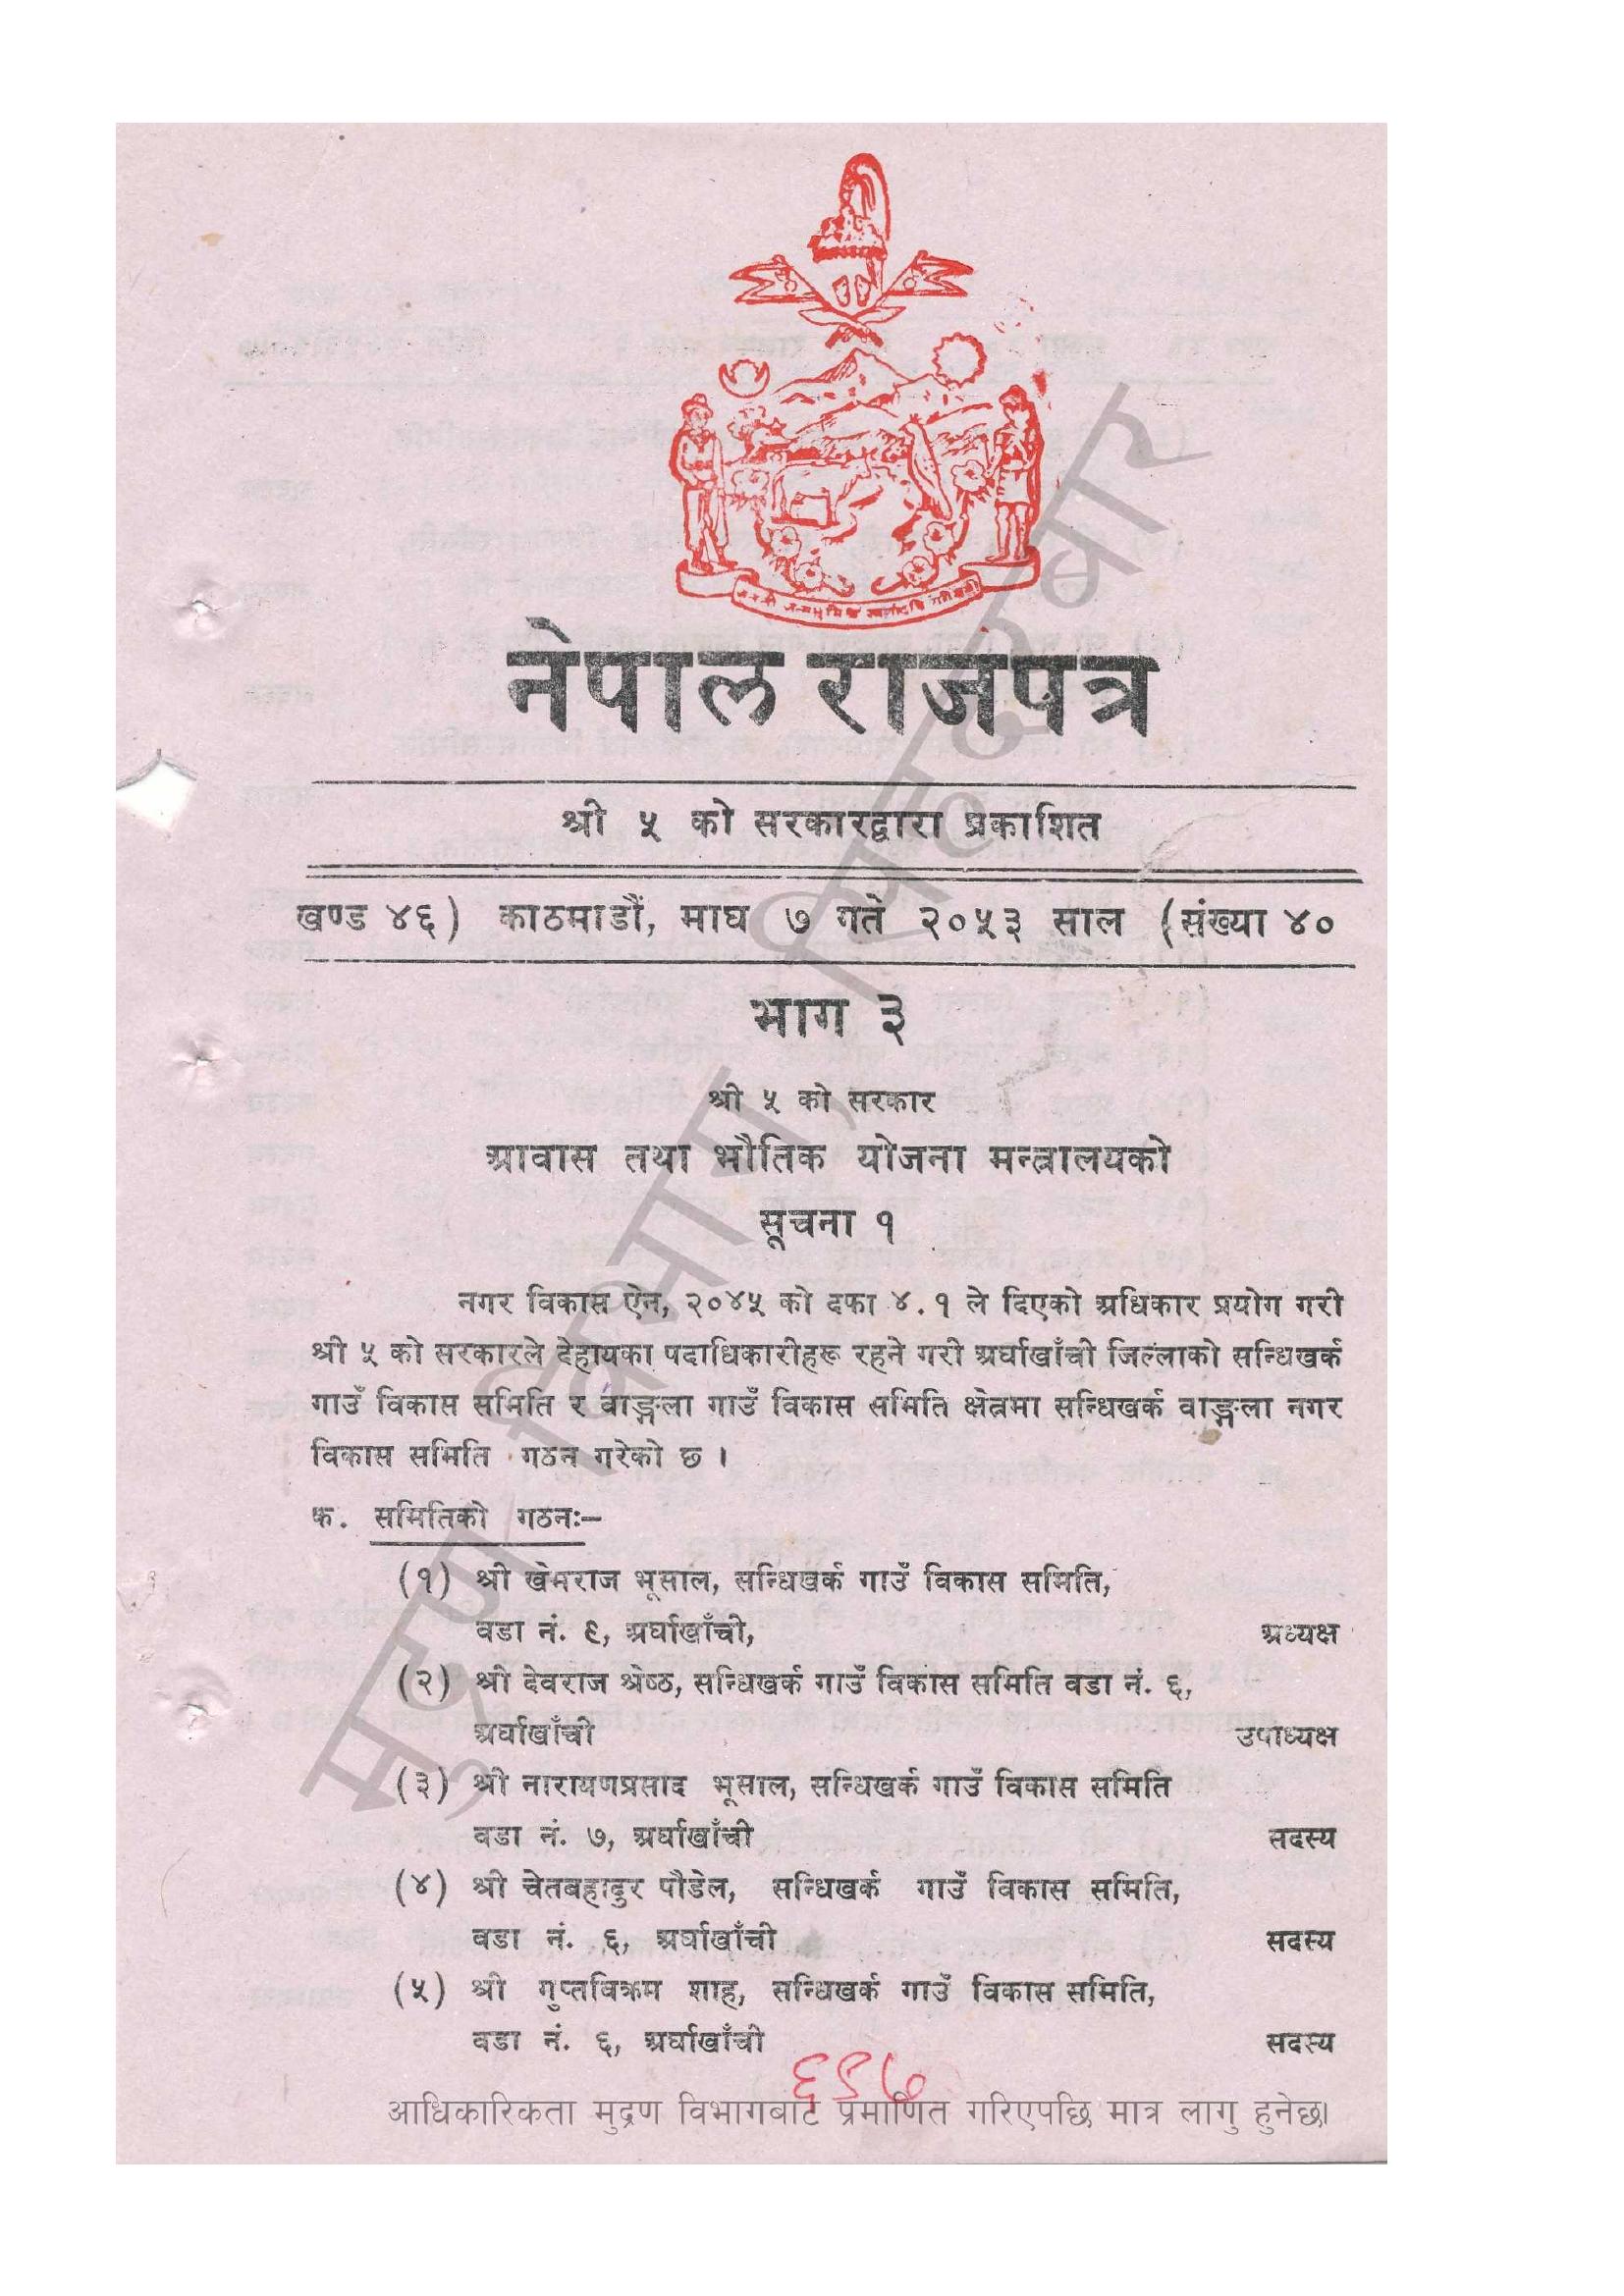 नेपाल राजपत्र
श्री ५ को सरकारद्वारा प्रकाशित
खण्ड ४६) काठमाडौं, माघ ७ गते २०५३ साल (संख्या ४०
भाग ३
श्री ५ को सरकार
आवास तथा भौतिक योजना मन्त्रालयको
सूचना १
नगर विकास ऐन, २०४५ को दफा ४.१ ले दिएको अधिकार प्रयोग गरी
श्री ५ को सरकारले देहायका पदाधिकारीहरू रहने गरी अर्घाखाँची जिल्लाको सन्धिखर्क
गाउँ विकास समिति र वाङ्गला गाउँ विकास समिति क्षेत्रमा सन्धिखर्क वाङ्गला नगर
विकास समिति गठन गरेको छ ।
क. समितिको गठनः–
(१) श्री खेमराज भूसाल, सन्धिखर्क गाउँ विकास समिति,
वडा नं. ९, अर्घाखाँची, अध्यक्ष
(२) श्री देवराज श्रेष्ठ, सन्धिखर्क गाउँ विकास समिति वडा नं. ६,
अर्घाखाँची उपाध्यक्ष
(३) श्री नारायणप्रसाद भूसाल, सन्धिखर्क गाउँ विकास समिति
वडा नं. ७, अर्घाखाँची सदस्य
(४) श्री चेतबहादुर पौडेल, सन्धिखर्क गाउँ विकास समिति,
वडा नं. ६, अर्घाखाँची सदस्य
(५) श्री गुप्तविक्रम शाह, सन्धिखर्क गाउँ विकास समिति,
वडा नं. ६, अर्घाखाँची सदस्य
६९७
आधिकारिकता मुद्रण विभागबाट प्रमाणित गरिएपछि मात्र लागु हुनेछ।
मुद्रण विभाग, सिंहदरबार